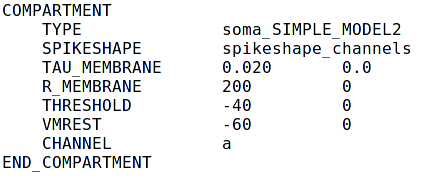 COMPARTMENT
TYPE soma_SIMPLE_MODEL2
SPIKESHAPE spikeshape_channels
TAU_MEMBRANE 0.020 0.0
R_MEMBRANE 200 0
THRESHOLD -40 0
VMREST -60 0
CHANNEL a
END_COMPARTMENT